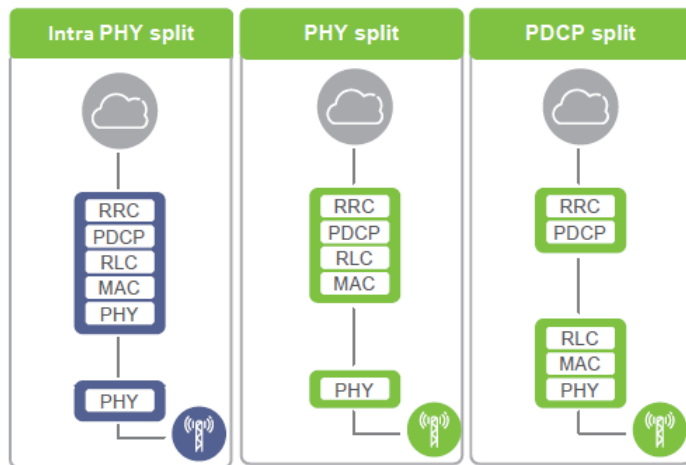 Intra PHY split
RRC
PDCP
RLC
MAC
PHY
PHY
PHY split
RRC
PDCP
RLC
MAC
PHY
PDCP split
RRC
PDCP
RLC
MAC
PHY